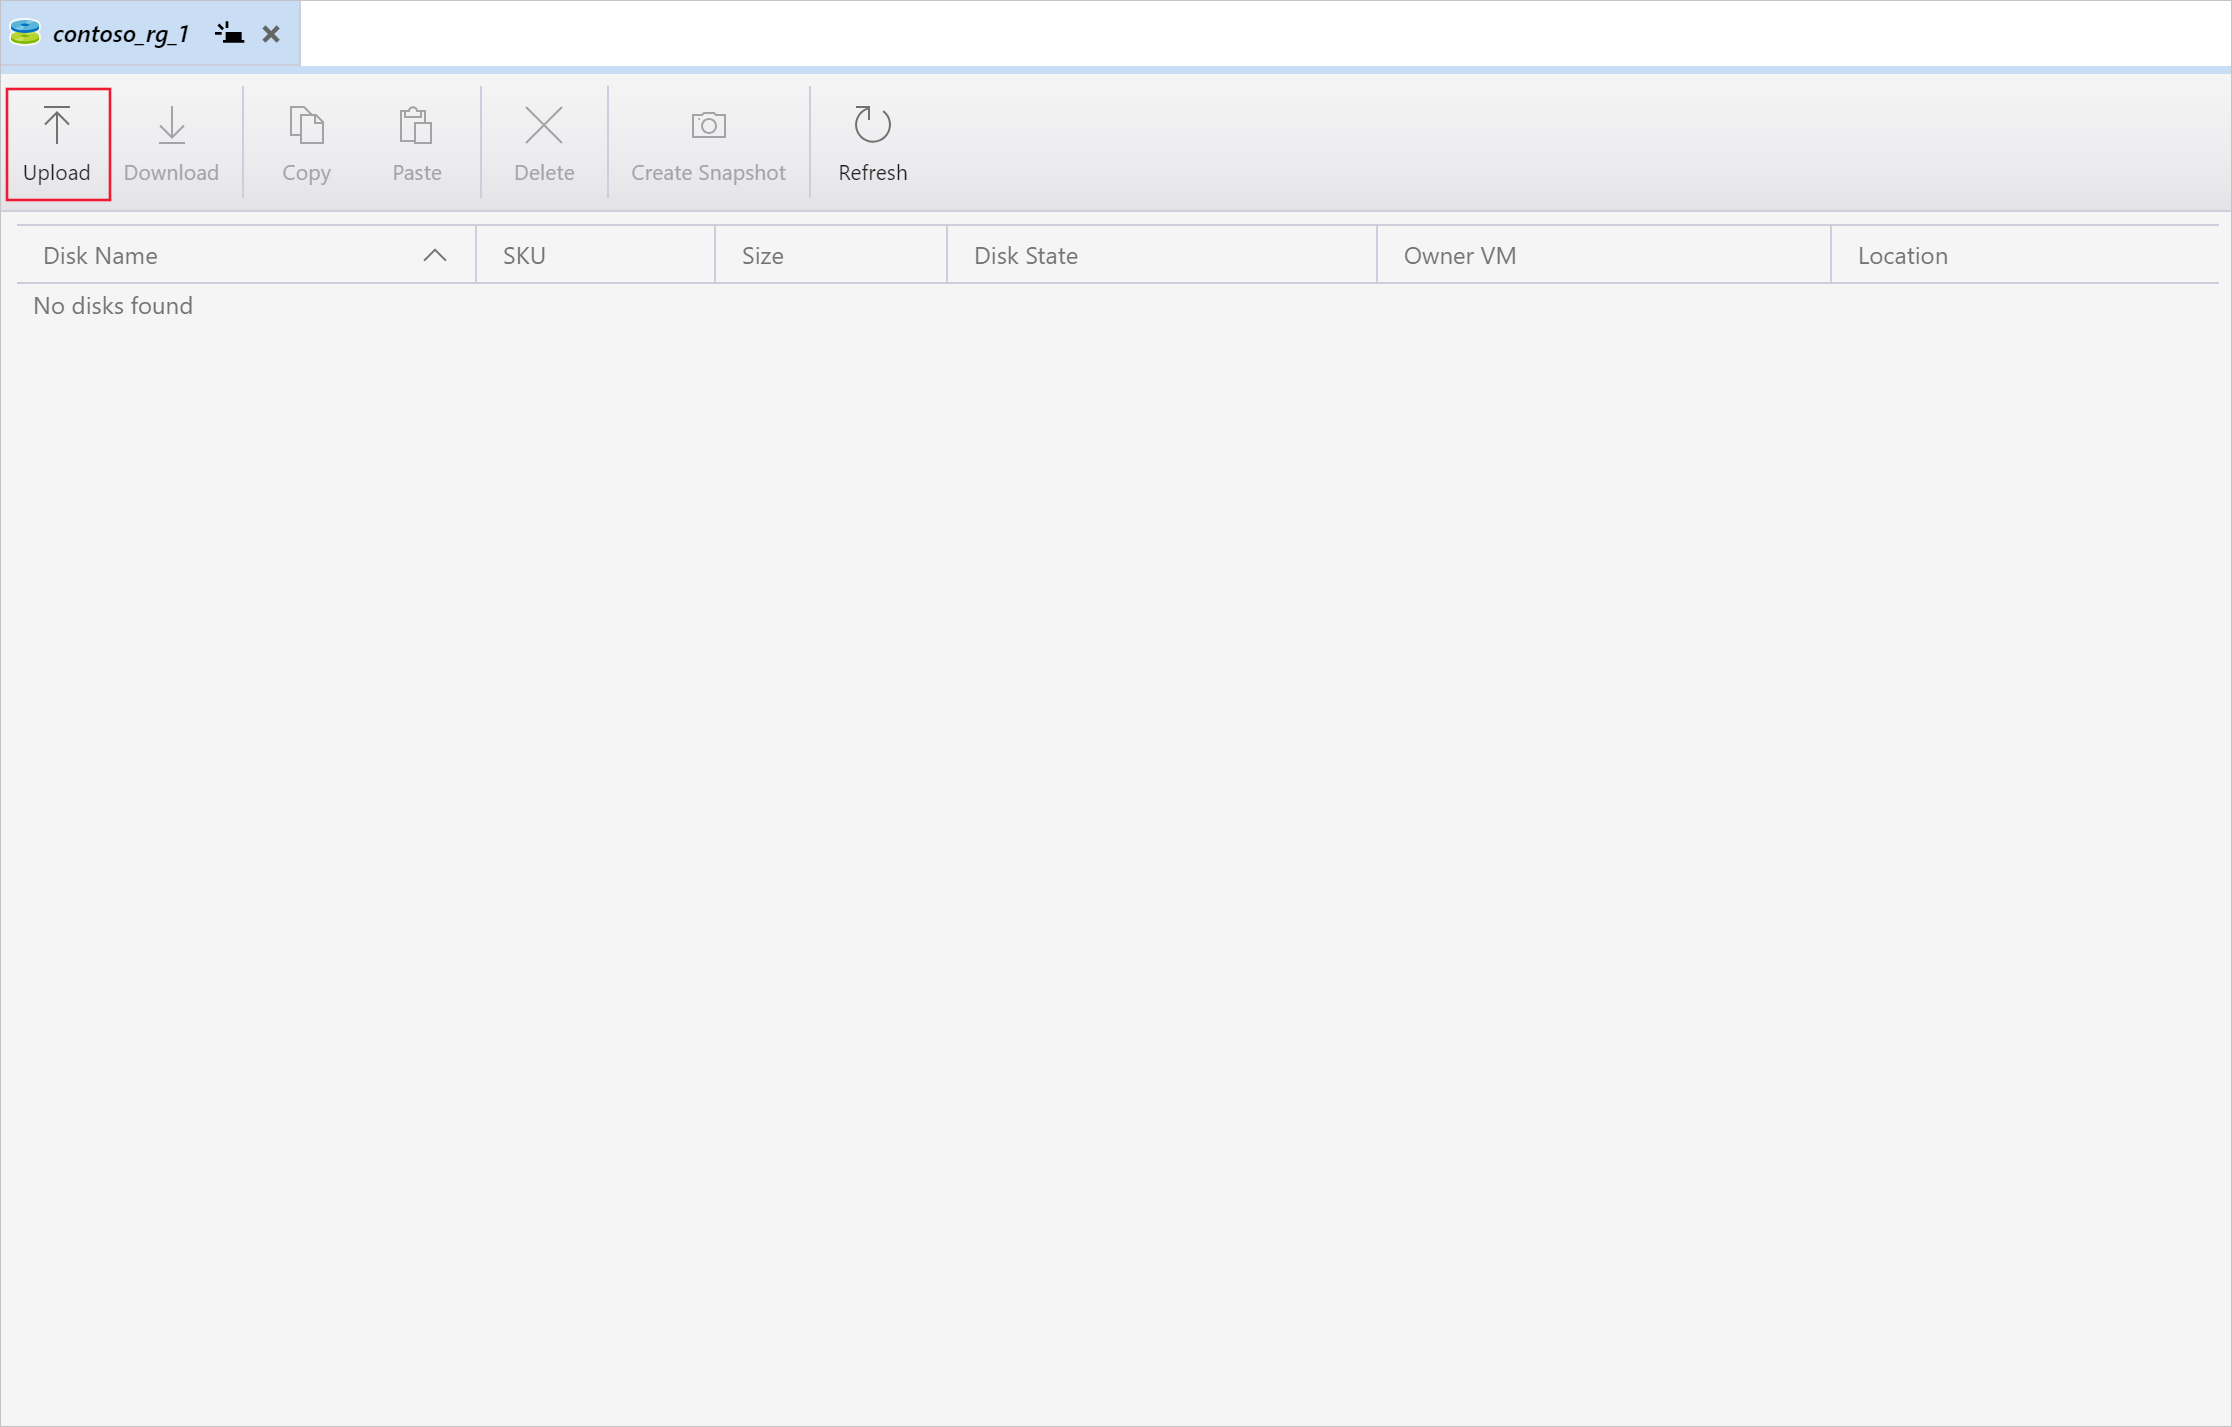 contoso_rg_1
Upload Download Copy Paste Delete Create Snapshot Refresh
Disk Name SKU Size Disk State Owner VM Location
No disks found